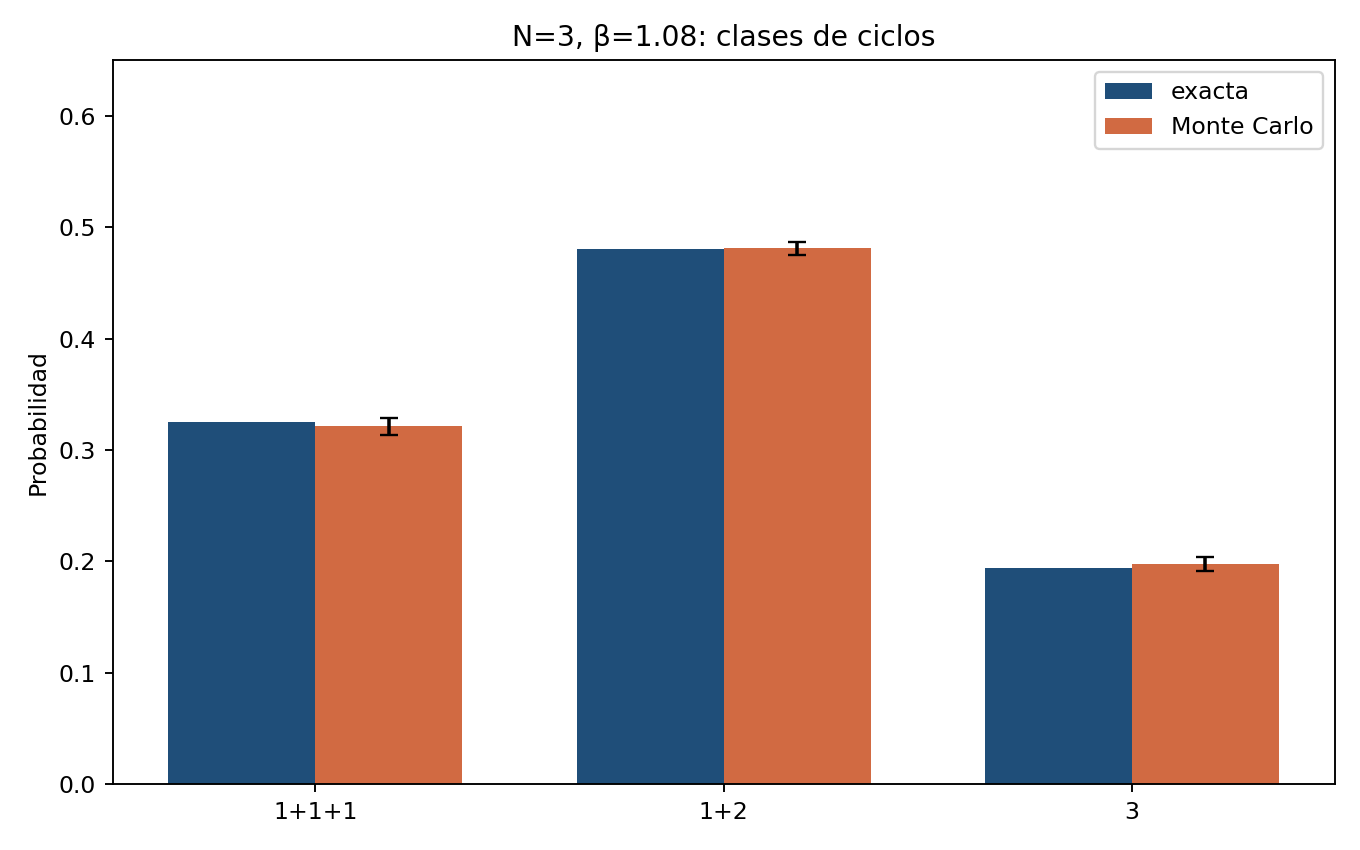 N=3, β=1.08: clases de ciclos
exacta
Monte Carlo
Probabilidad
0.6
0.5
0.4
0.3
0.2
0.1
0.0
1+1+1
1+2
3